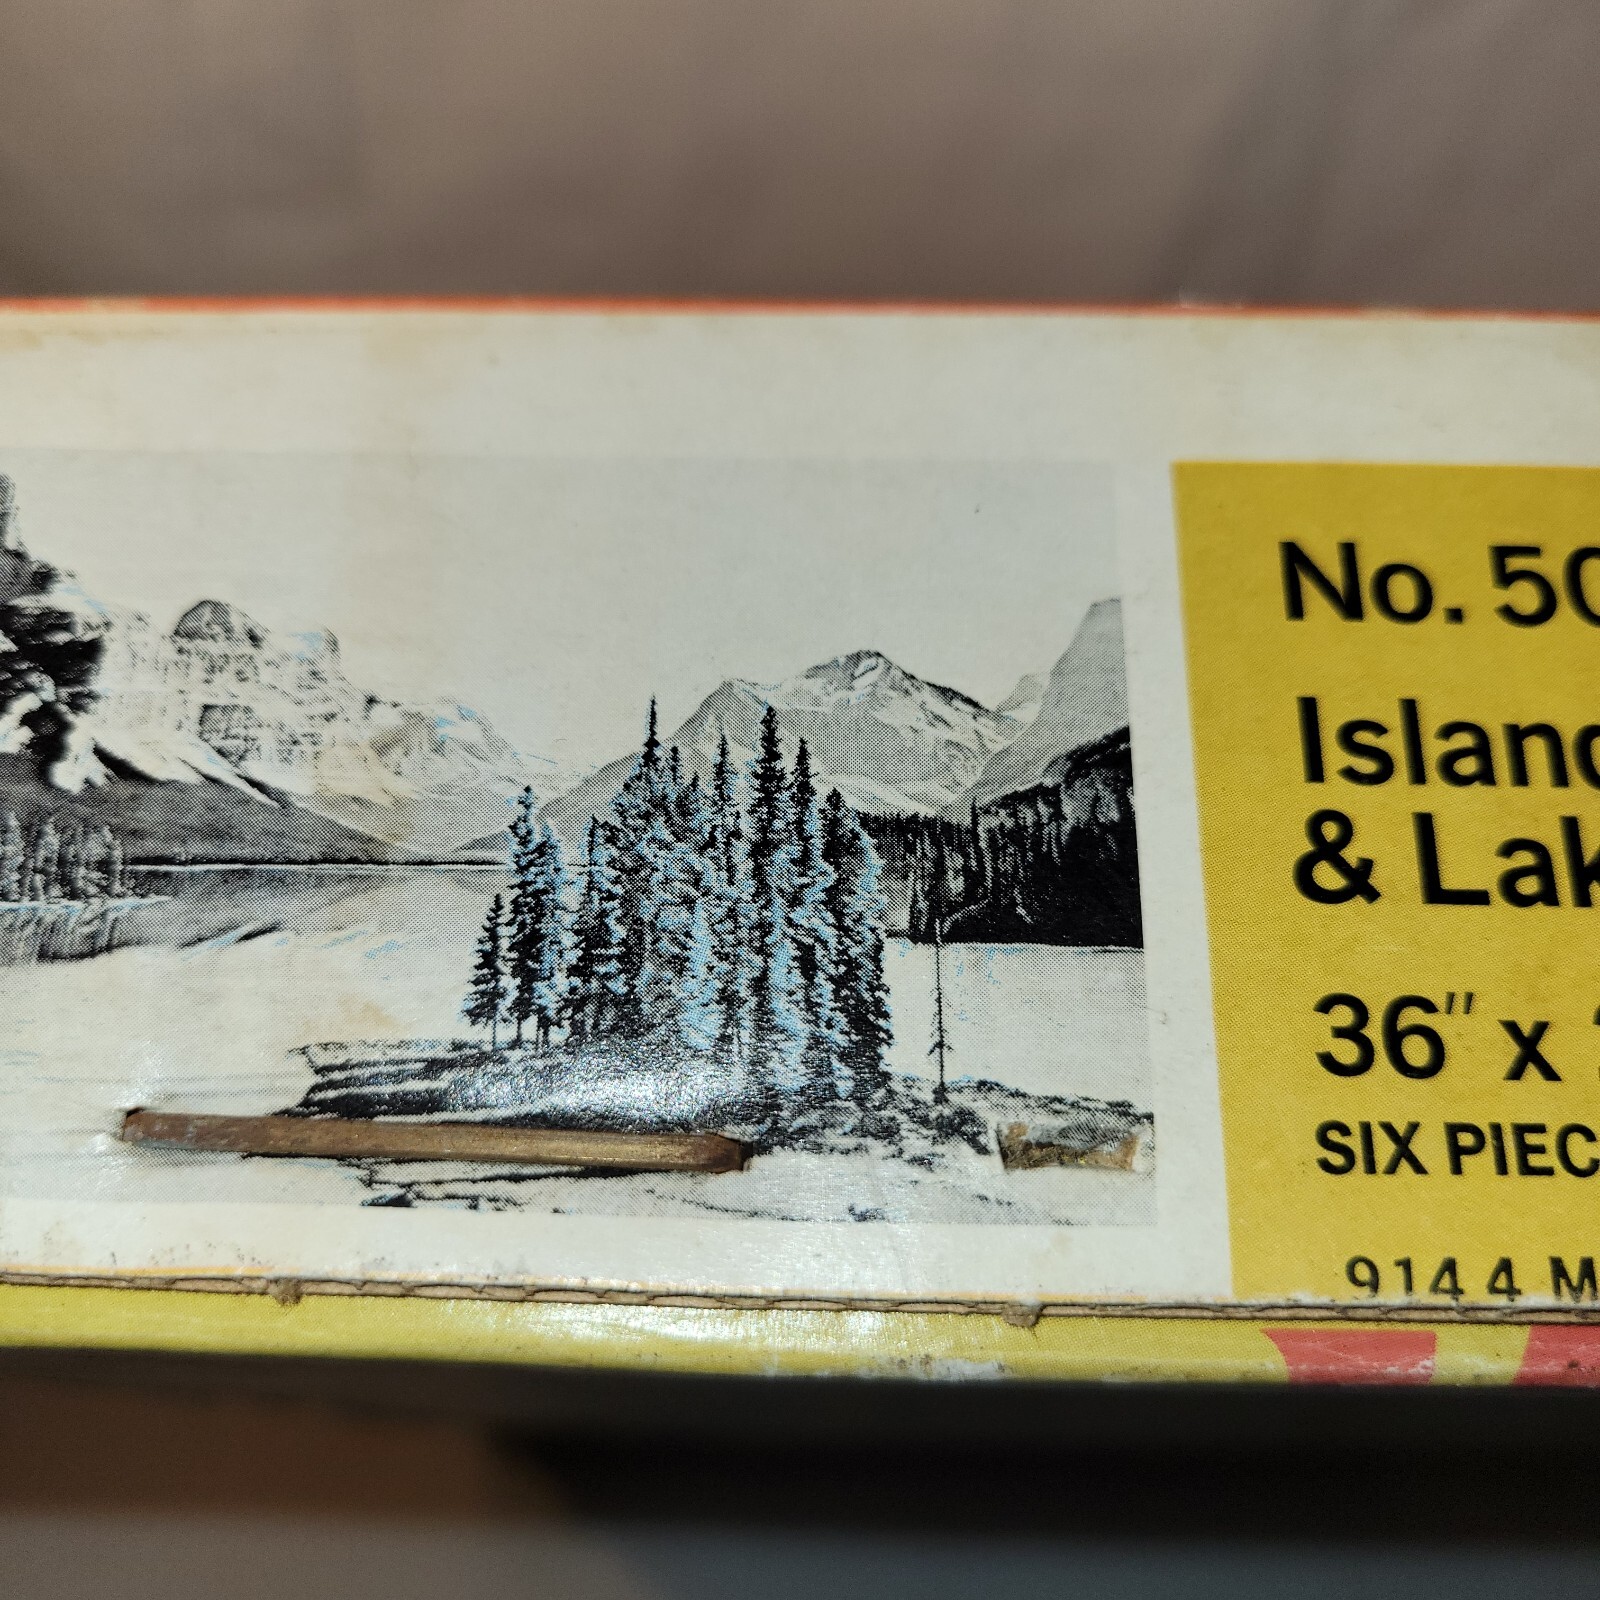 No. 50
Island
& Lak
36" x
SIX PIEC
914 4 M